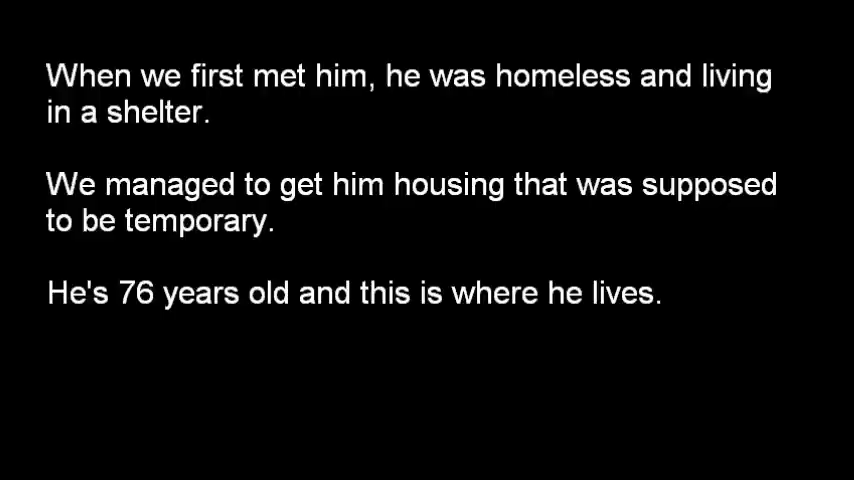 When we first met him, he was homeless and living
in a shelter.
We managed to get him housing that was supposed
to be temporary.
He's 76 years old and this is where he lives.